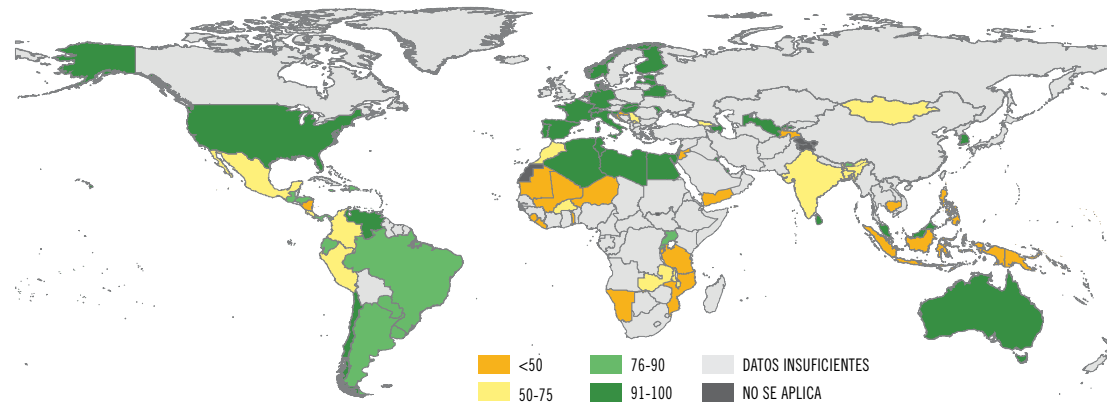 <50
50-75
76-90
91-100
DATOS INSUFICIENTES
NO SE APLICA